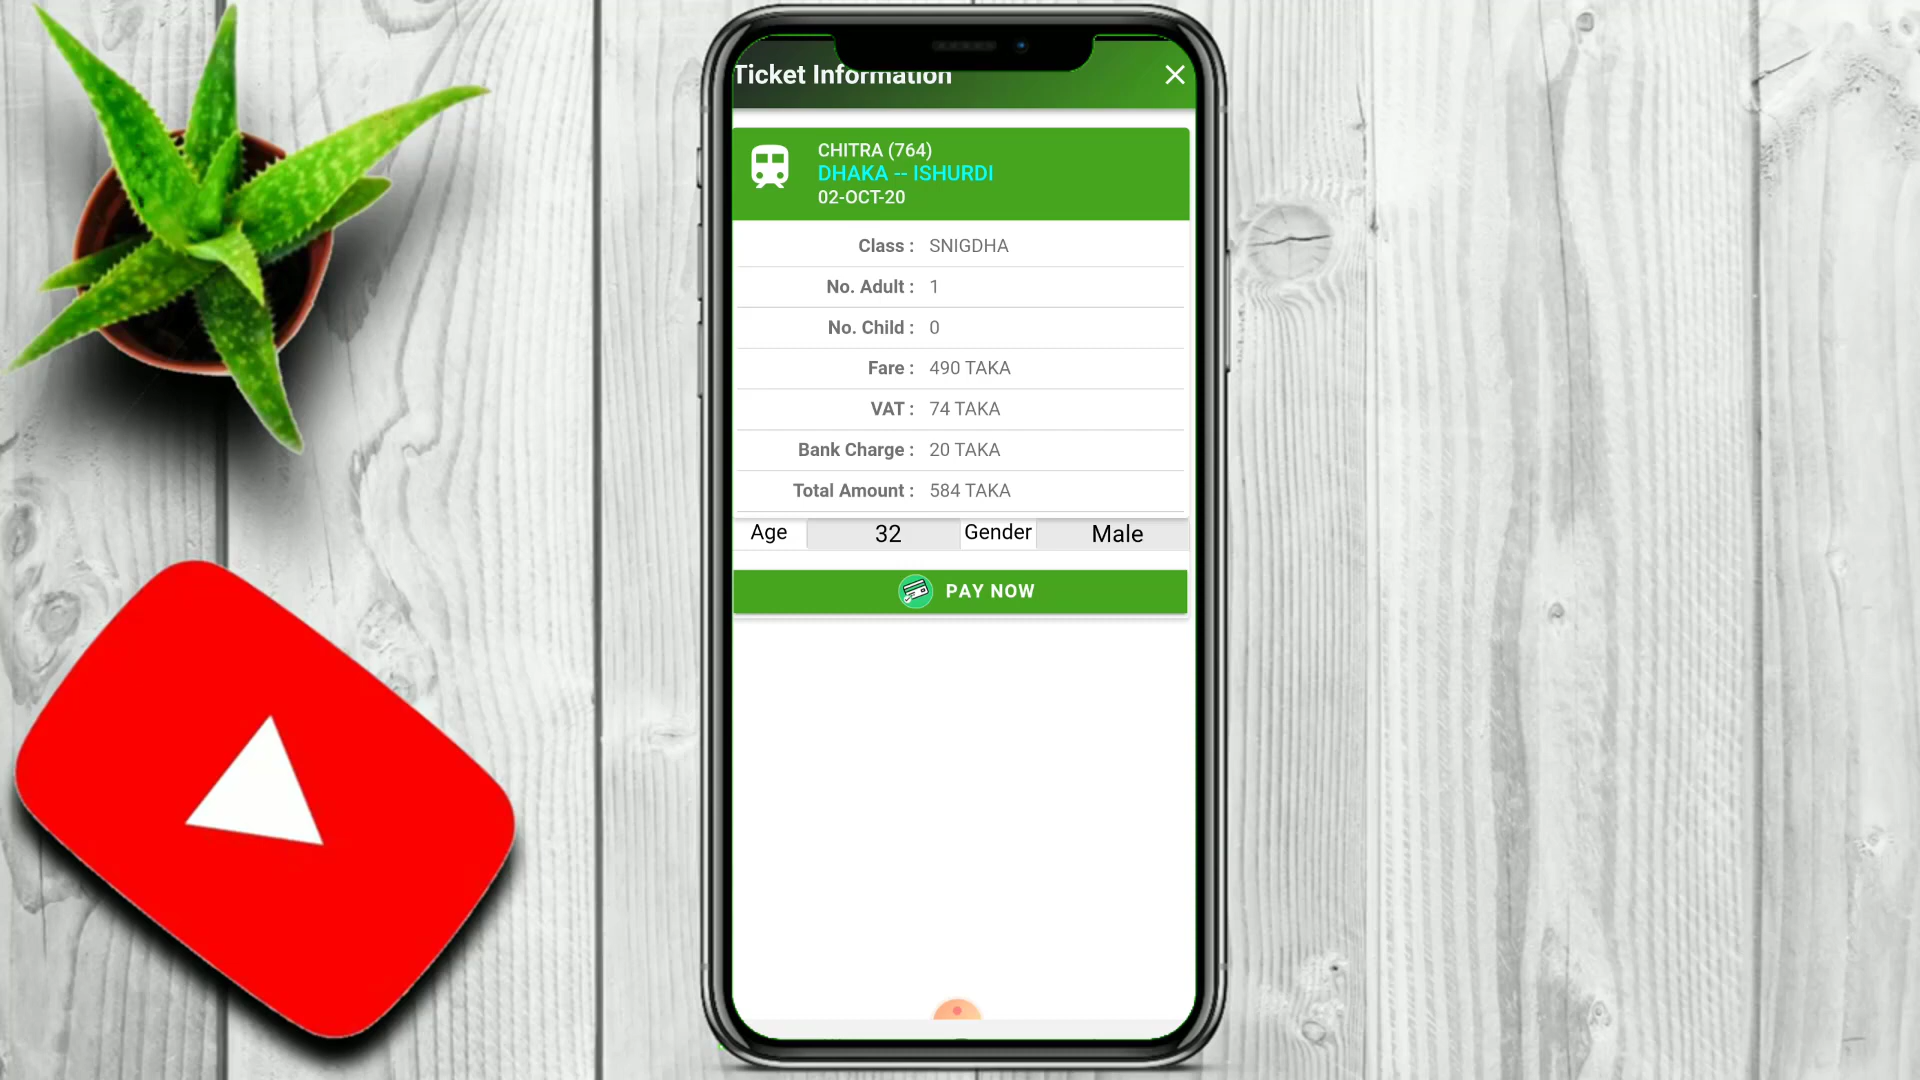 Ticket Information
CHITRA (764)
DHAKA -- ISHURDI
02-OCT-20
Class : SNIGDHA
No. Adult : 1
No. Child : 0
Fare : 490 TAKA
VAT : 74 TAKA
Bank Charge : 20 TAKA
Total Amount : 584 TAKA
Age 32 Gender Male
PAY NOW